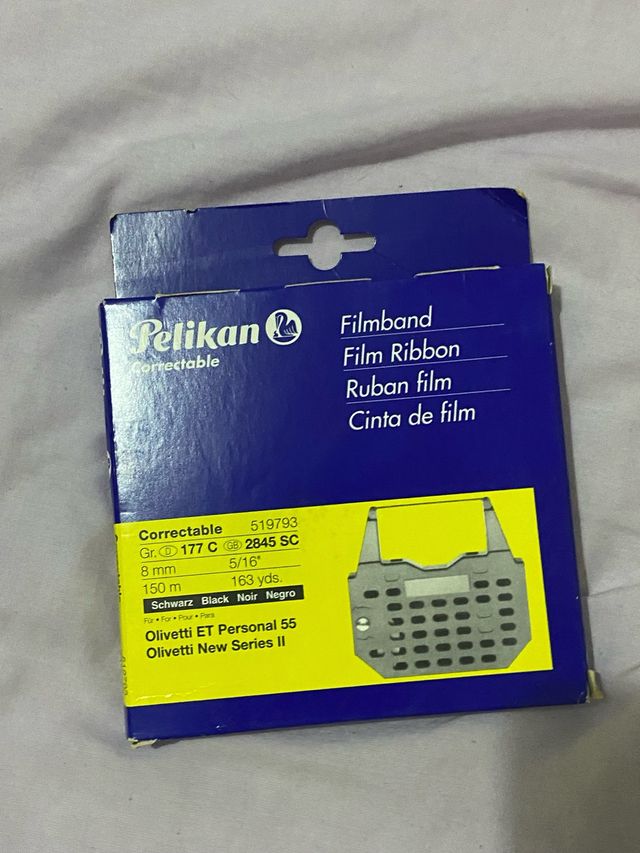 Pelikan
Correctable
Filmband
Film Ribbon
Ruban film
Cinta de film
Correctable 519793
Gr. D 177 C GB 2845 SC
8 mm 5/16"
150 m 163 yds.
Schwarz Black Noir Negro
Für • For • Pour • Para
Olivetti ET Personal 55
Olivetti New Series II